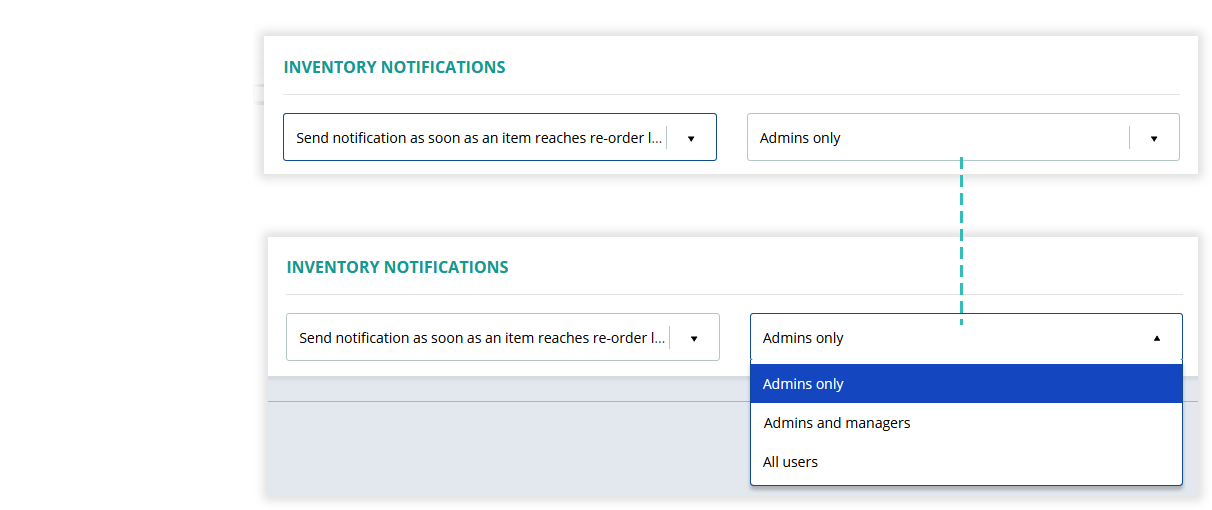 INVENTORY NOTIFICATIONS
Send notification as soon as an item reaches re-order l...
Admins only
INVENTORY NOTIFICATIONS
Send notification as soon as an item reaches re-order l...
Admins only
Admins only
Admins and managers
All users